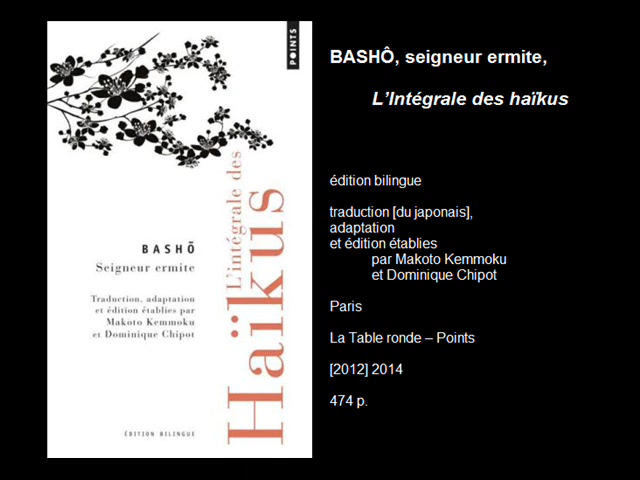 POINTS
BASHÕ
Seigneur ermite
L'intégrale des
Haïkus
Traduction, adaptation
et édition établies par
Makoto Kemmoku
et Dominique Chipot
ÉDITION BILINGUE
BASHÔ, seigneur ermite,
L'Intégrale des haïkus
édition bilingue
traduction [du japonais],
adaptation
et édition établies
par Makoto Kemmoku
et Dominique Chipot
Paris
La Table ronde – Points
[2012] 2014
474 p.